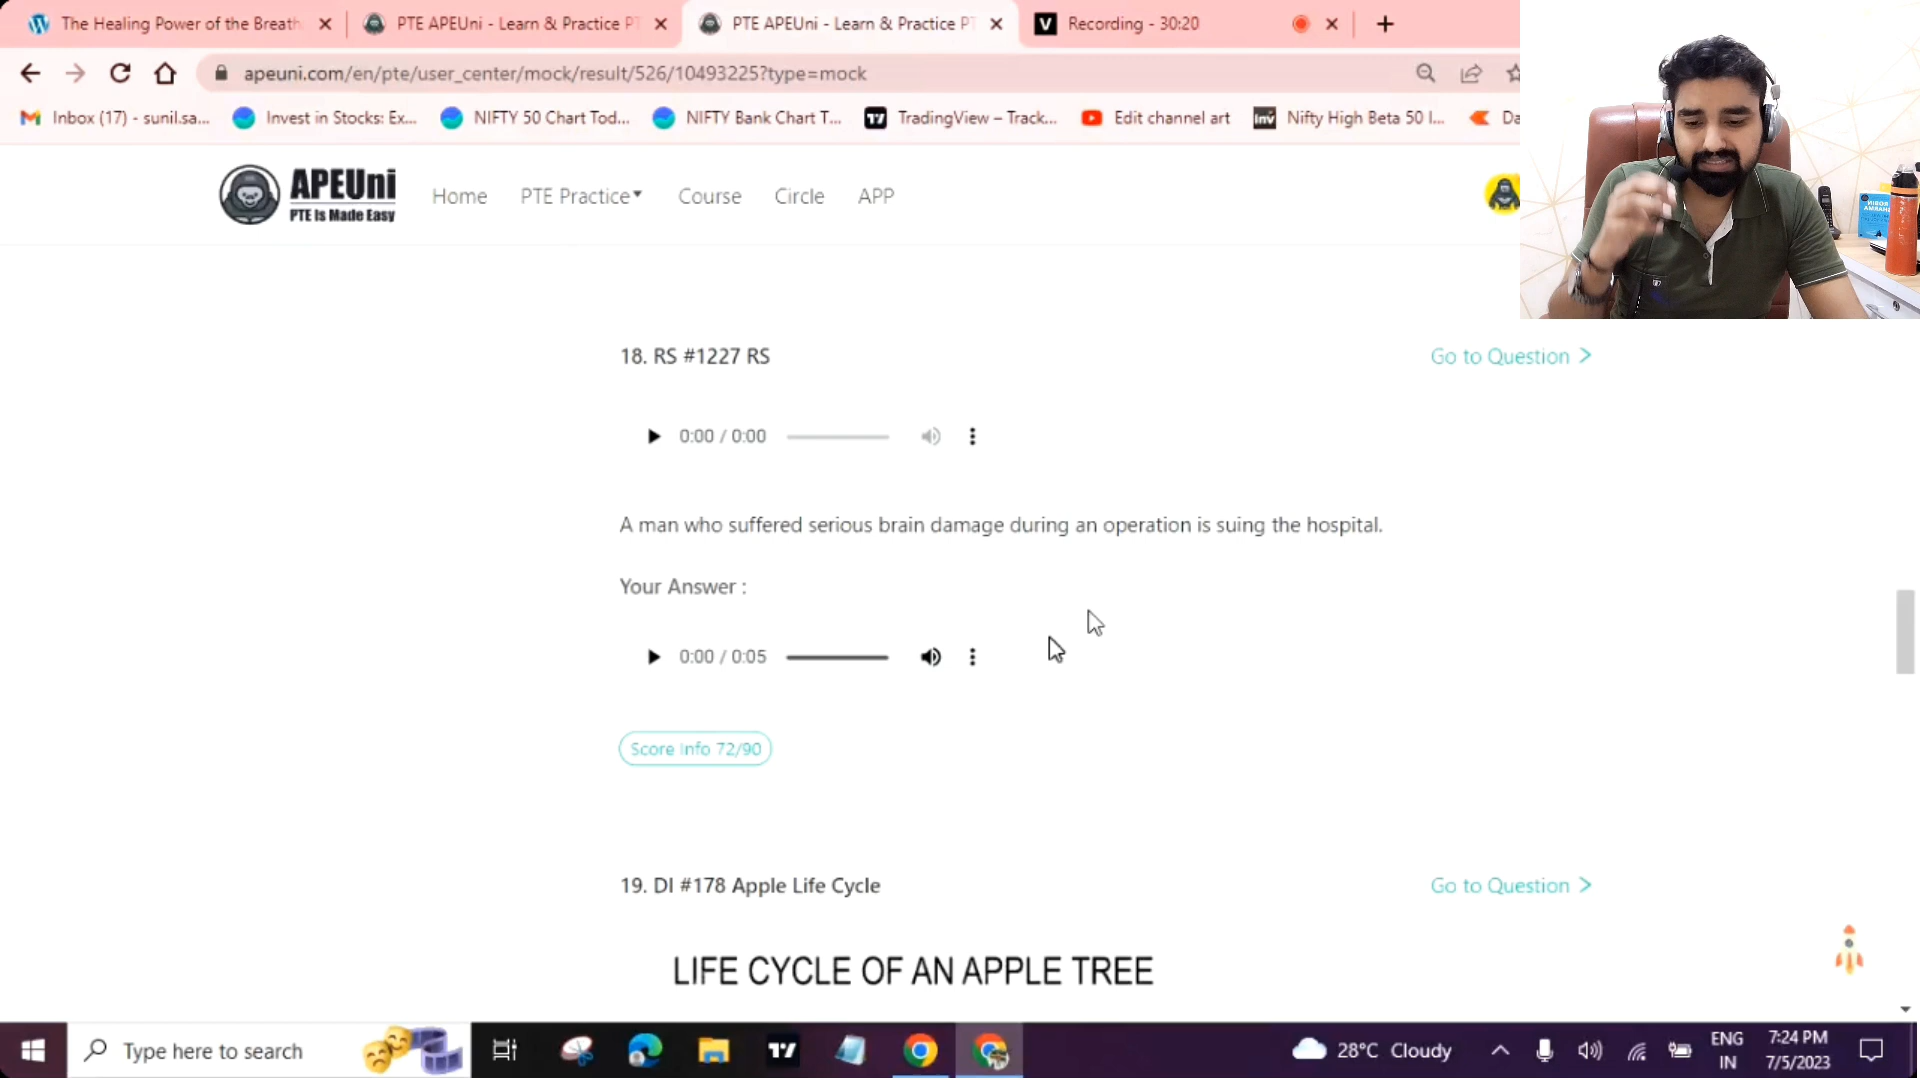 The Healing Power of the Breath
PTE APEUni - Learn & Practice PT
PTE APEUni - Learn & Practice PT
V Recording - 30:20
apeuni.com/en/pte/user_center/mock/result/526/10493225?type=mock
Inbox (17) - sunil.sa...
Invest in Stocks: Ex...
NIFTY 50 Chart Tod...
NIFTY Bank Chart T...
TradingView – Track...
Edit channel art
Inv Nifty High Beta 50 I...
Da
APEUni
PTE Is Made Easy
Home
PTE Practice
Course
Circle
APP
18. RS #1227 RS
Go to Question >
0:00 / 0:00
A man who suffered serious brain damage during an operation is suing the hospital.
Your Answer :
0:00 / 0:05
Score Info 72/90
19. DI #178 Apple Life Cycle
Go to Question >
LIFE CYCLE OF AN APPLE TREE
Type here to search
28°C Cloudy
ENG
IN
7:24 PM
7/5/2023